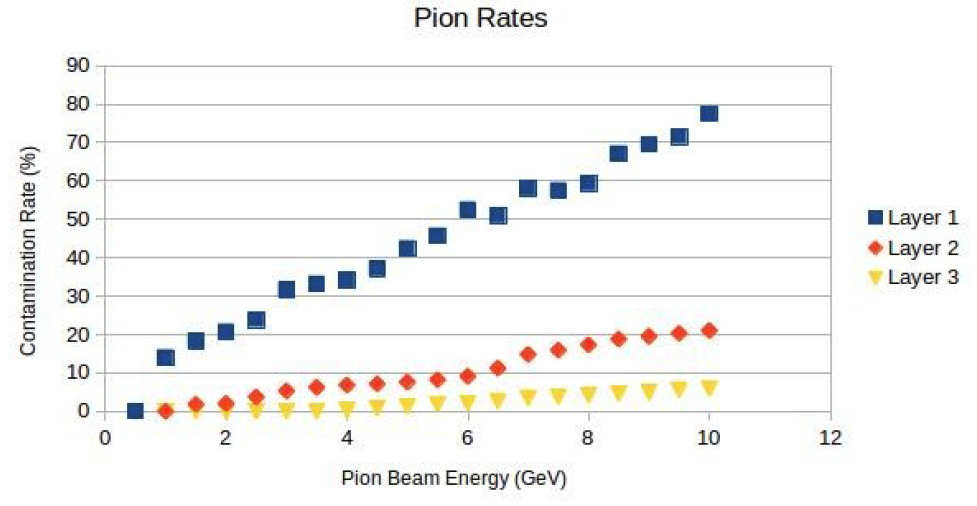 Pion Rates
90
80
70
60
50
40
30
20
10
0
Contamination Rate (%)
0 2 4 6 8 10 12
Pion Beam Energy (GeV)
Layer 1
Layer 2
Layer 3